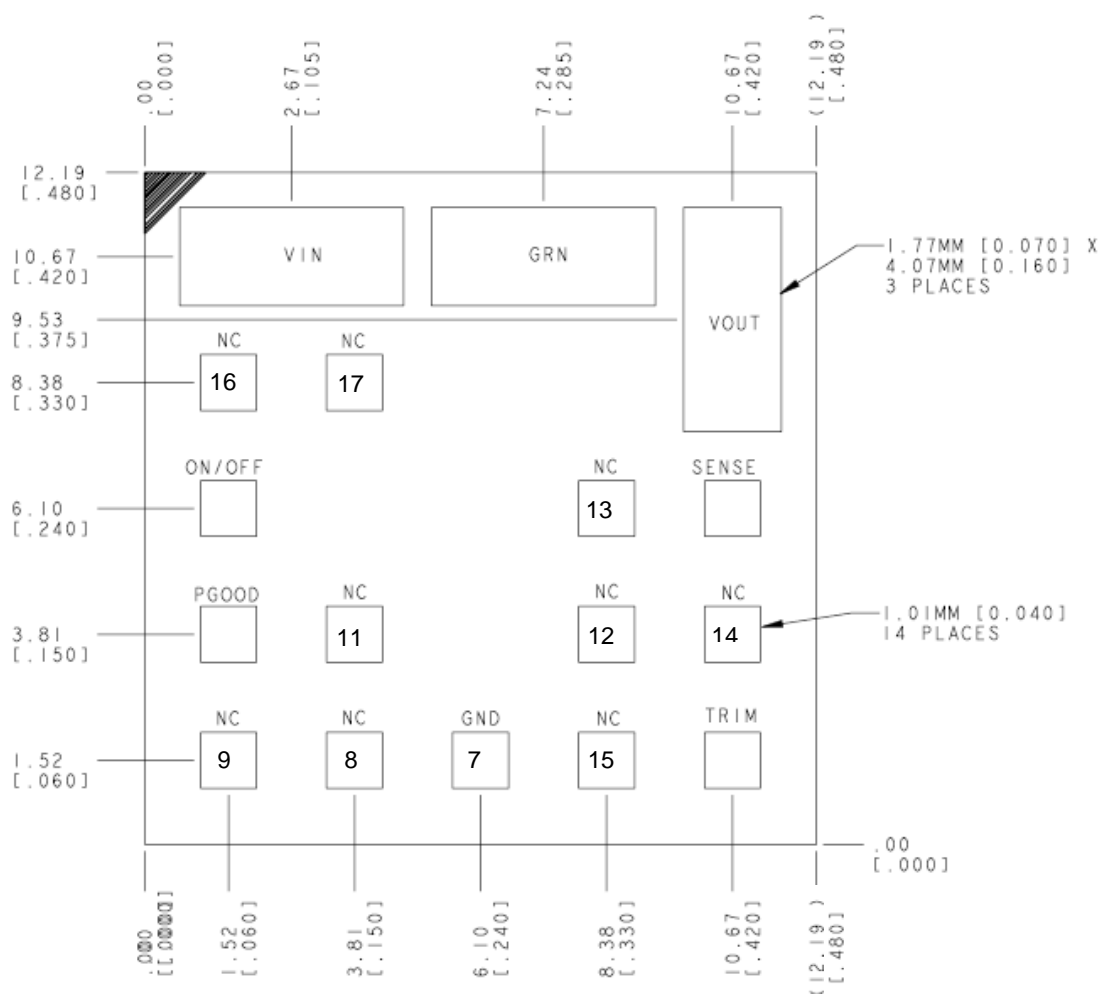 .00
[.0000]
2.67
[.105]
7.24
[.285]
10.67
[.420]
(12.19 )
[.480]
12.19
[.480]
10.67
[.420]
9.53
[.375]
8.38
[.330]
6.10
[.240]
3.81
[.150]
1.52
[.060]
VIN
GRN
VOUT
1.77MM [0.070] X
4.07MM [0.160]
3 PLACES
NC
16
NC
17
ON/OFF
NC
13
SENSE
PGOOD
NC
11
NC
12
NC
14
1.01MM [0.040]
14 PLACES
NC
9
NC
8
GND
7
NC
15
TRIM
.00
[.000]
1.52
[.060]
3.81
[.150]
6.10
[.240]
8.38
[.330]
10.67
[.420]
(12.19 )
[.480]